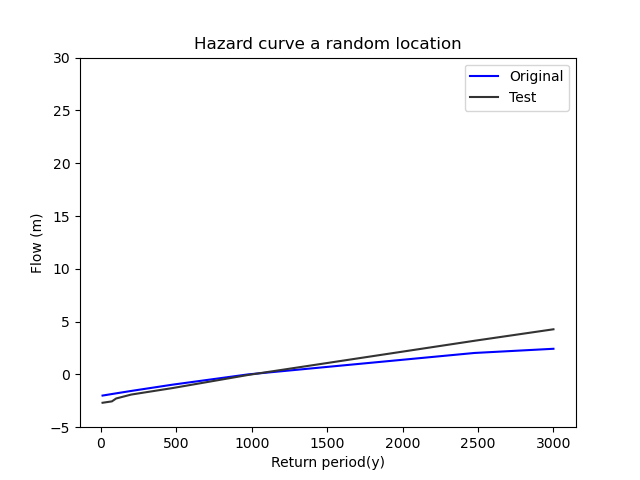 Hazard curve a random location
Original
Test
Flow (m)
30
25
20
15
10
5
0
−5
0 500 1000 1500 2000 2500 3000
Return period(y)